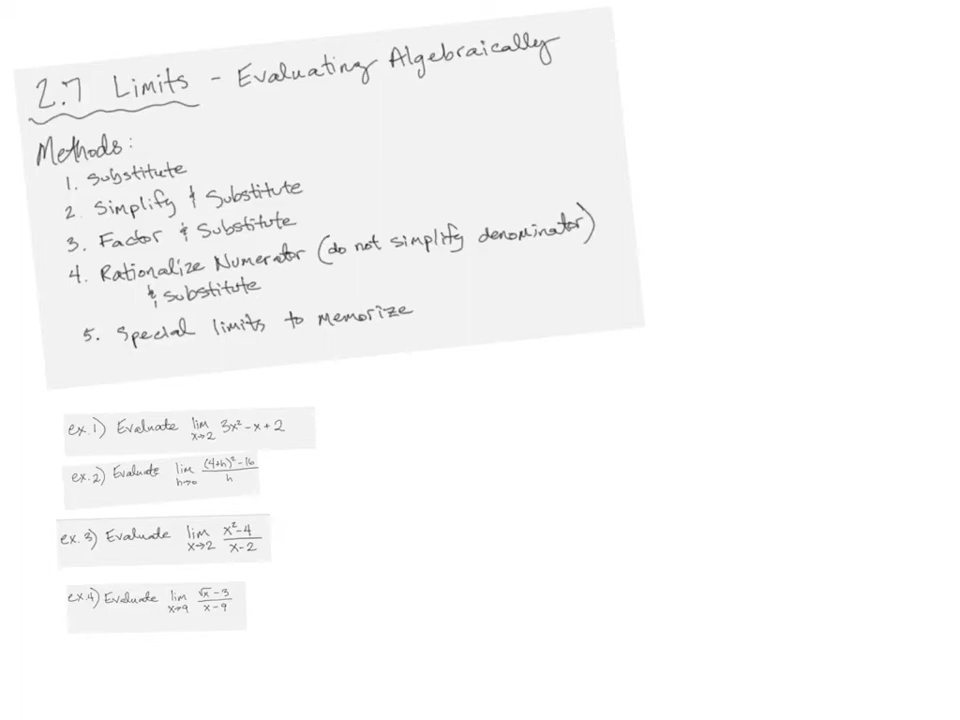 2.7 Limits - Evaluating Algebraically
Methods:
1. Substitute
2. Simplify & Substitute
3. Factor & Substitute
4. Rationalize Numerator (do not simplify denominator)
& Substitute
5. Special limits to memorize
ex.1) Evaluate lim x→2 3x² - x + 2
ex.2) Evaluate lim h→0 (4+h)² - 16 / h
ex.3) Evaluate lim x→2 x² - 4 / x - 2
ex.4) Evaluate lim x→9 √x - 3 / x - 9